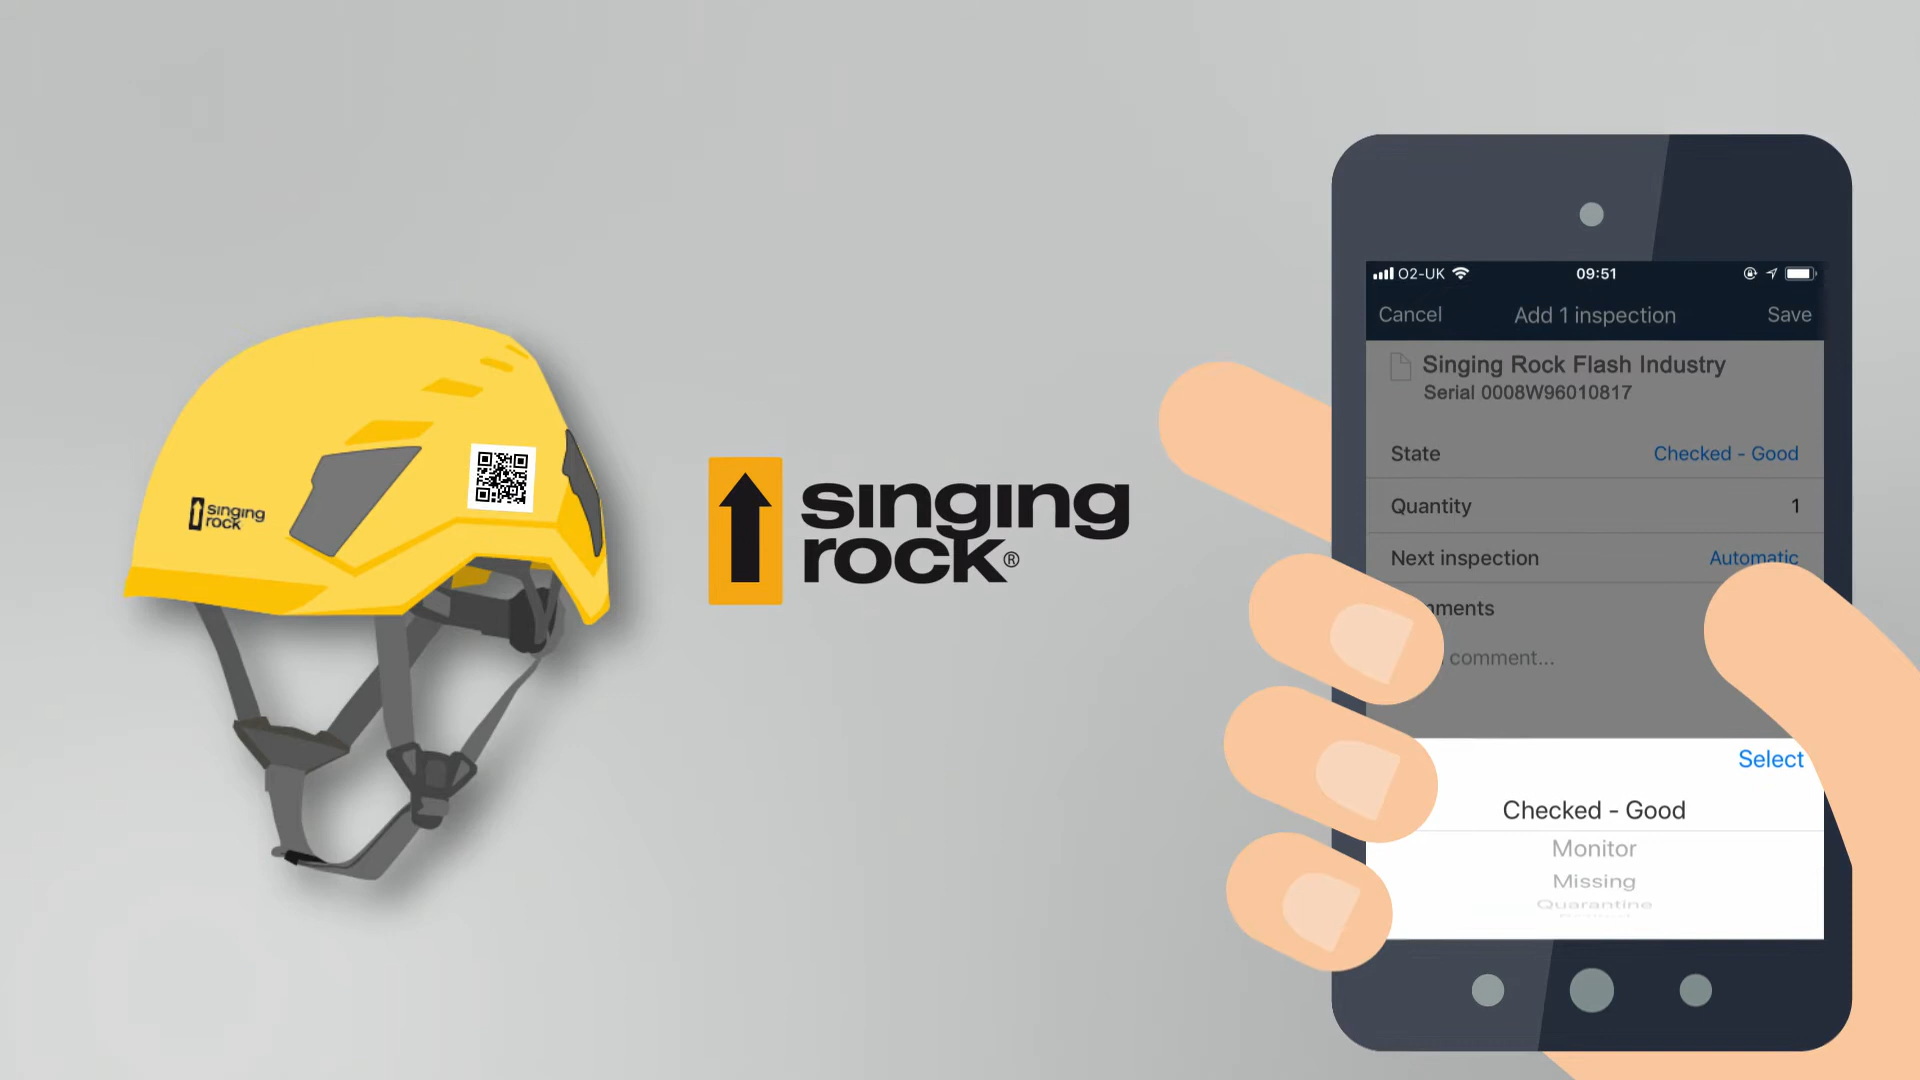 singing
rock
singing
rock®
O2-UK 09:51
Cancel Add 1 inspection Save
Singing Rock Flash Industry
Serial 0008W96010817
State Checked - Good
Quantity 1
Next inspection Automatic
comment...
Select
Checked - Good
Monitor
Missing
Quarantine